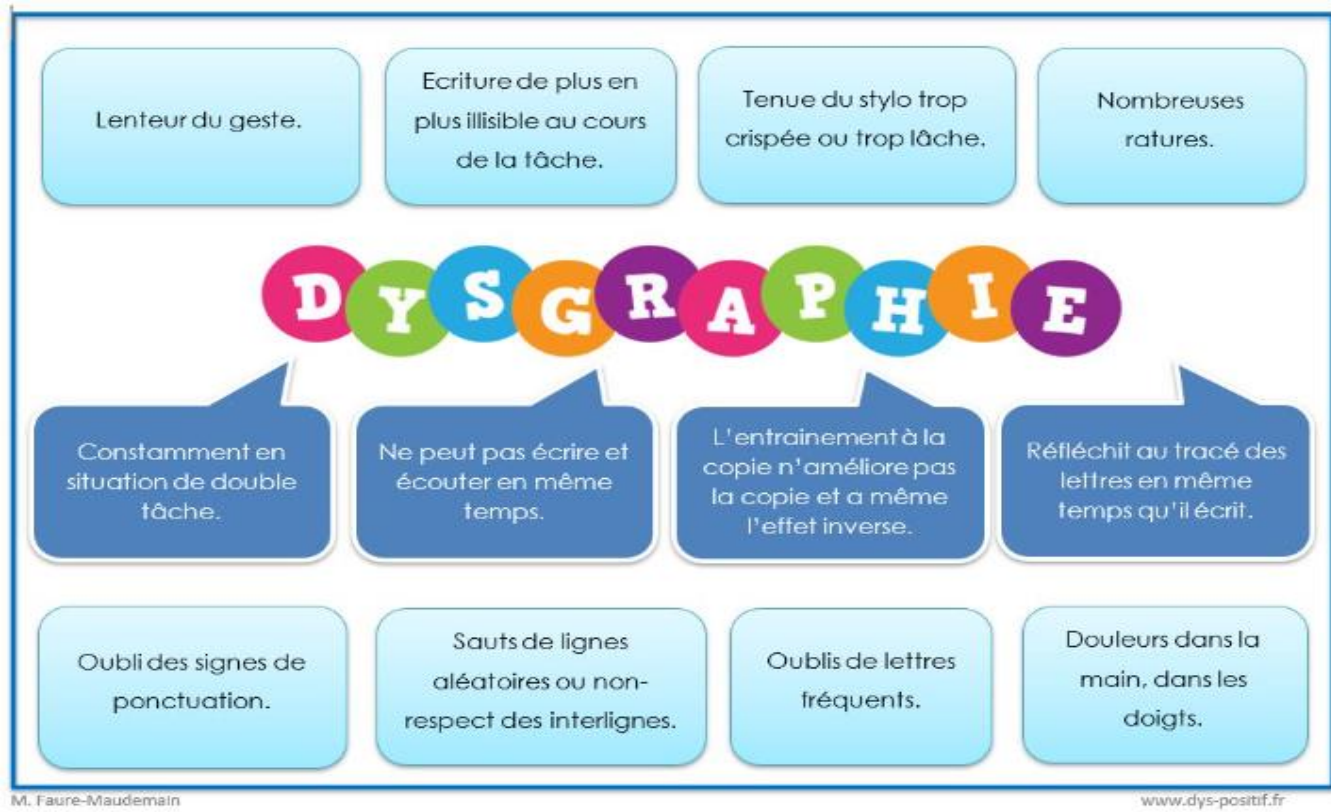 Lenteur du geste.
Ecriture de plus en
plus illisible au cours
de la tâche.
Tenue du stylo trop
crispée ou trop lâche.
Nombreuses
ratures.
DYSGRAPHIE
Constamment en
situation de double
tâche.
Ne peut pas écrire et
écouter en même
temps.
L'entrainement à la
copie n'améliore pas
la copie et a même
l'effet inverse.
Réfléchit au tracé des
lettres en même
temps qu'il écrit.
Oubli des signes de
ponctuation.
Sauts de lignes
aléatoires ou non-
respect des interlignes.
Oublis de lettres
fréquents.
Douleurs dans la
main, dans les
doigts.
M. Faure-Maudemain
www.dys-positif.fr